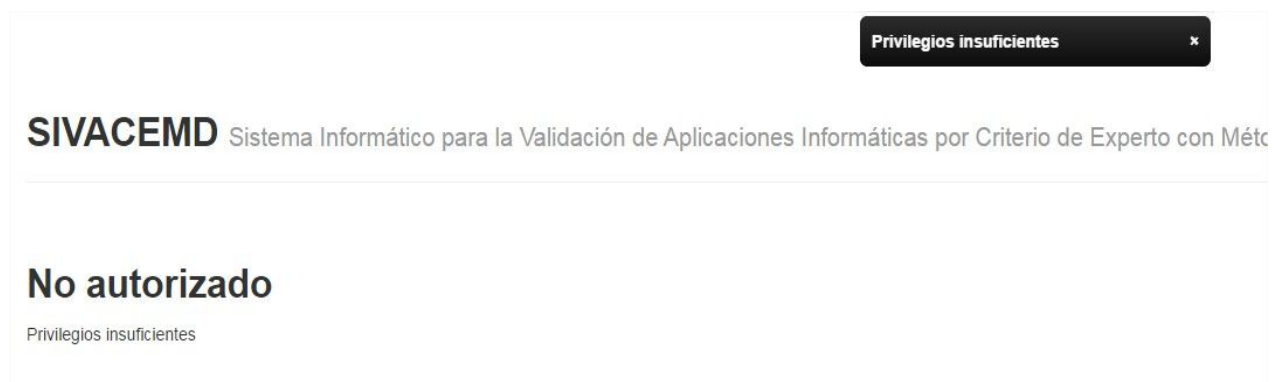 Privilegios insuficientes ×
SIVACEMD Sistema Informático para la Validación de Aplicaciones Informáticas por Criterio de Experto con Méto
No autorizado
Privilegios insuficientes